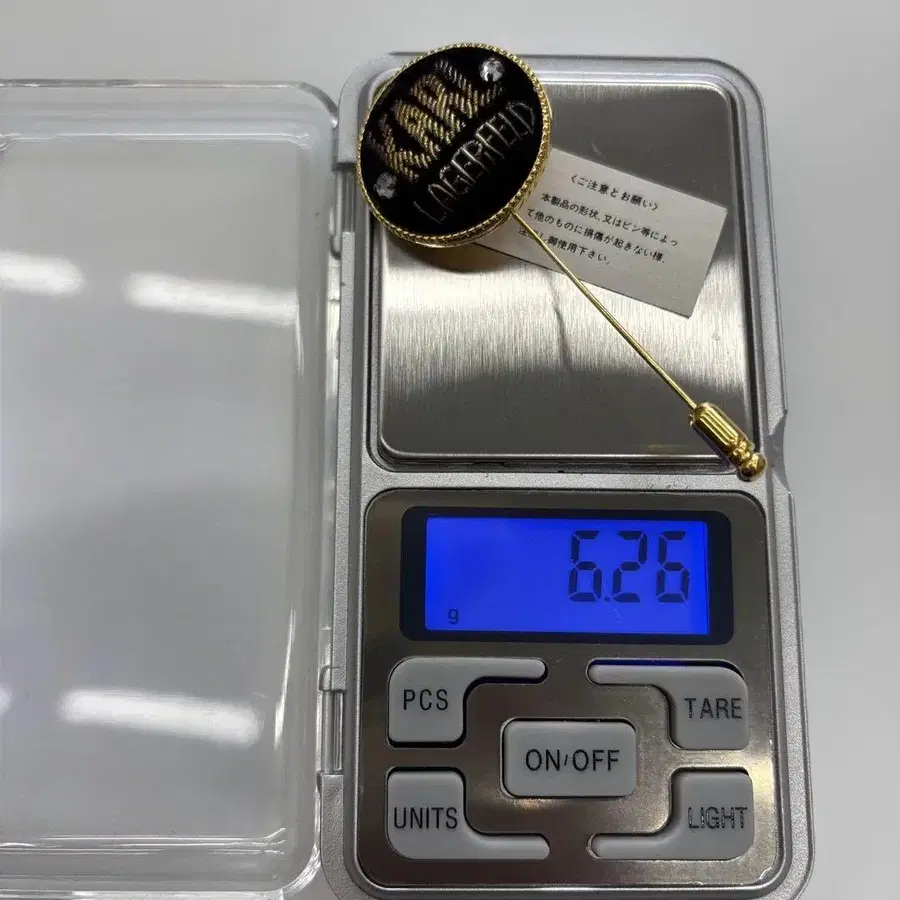 KARL
LAGERFELD
〈ご注意とお願い〉
本製品の形状、又はピン等によっ
て他のものに損傷が起きない様、
し御使用下さい。
6.26
g
PCS
TARE
ON/OFF
UNITS
LIGHT